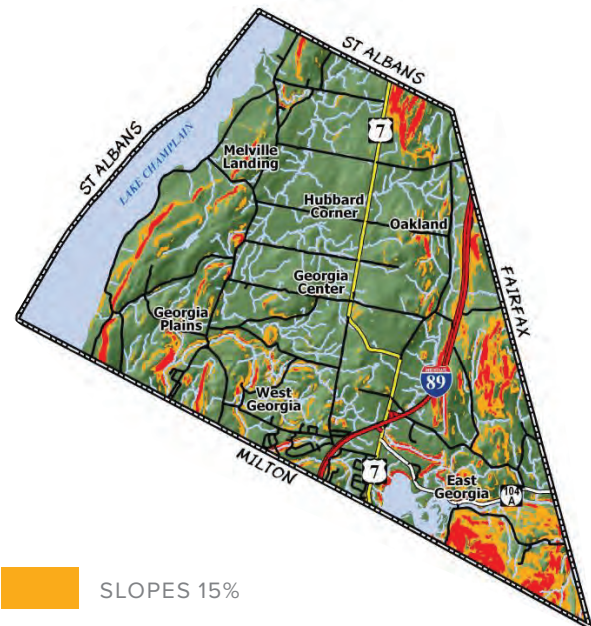 ST ALBANS
7
ST ALBANS
LAKE CHAMPLAIN
Melville
Landing
Hubbard
Corner
Oakland
Georgia
Center
FAIRFAX
Georgia
Plains
89
West
Georgia
MILTON
7
East
Georgia
104
A
SLOPES 15%